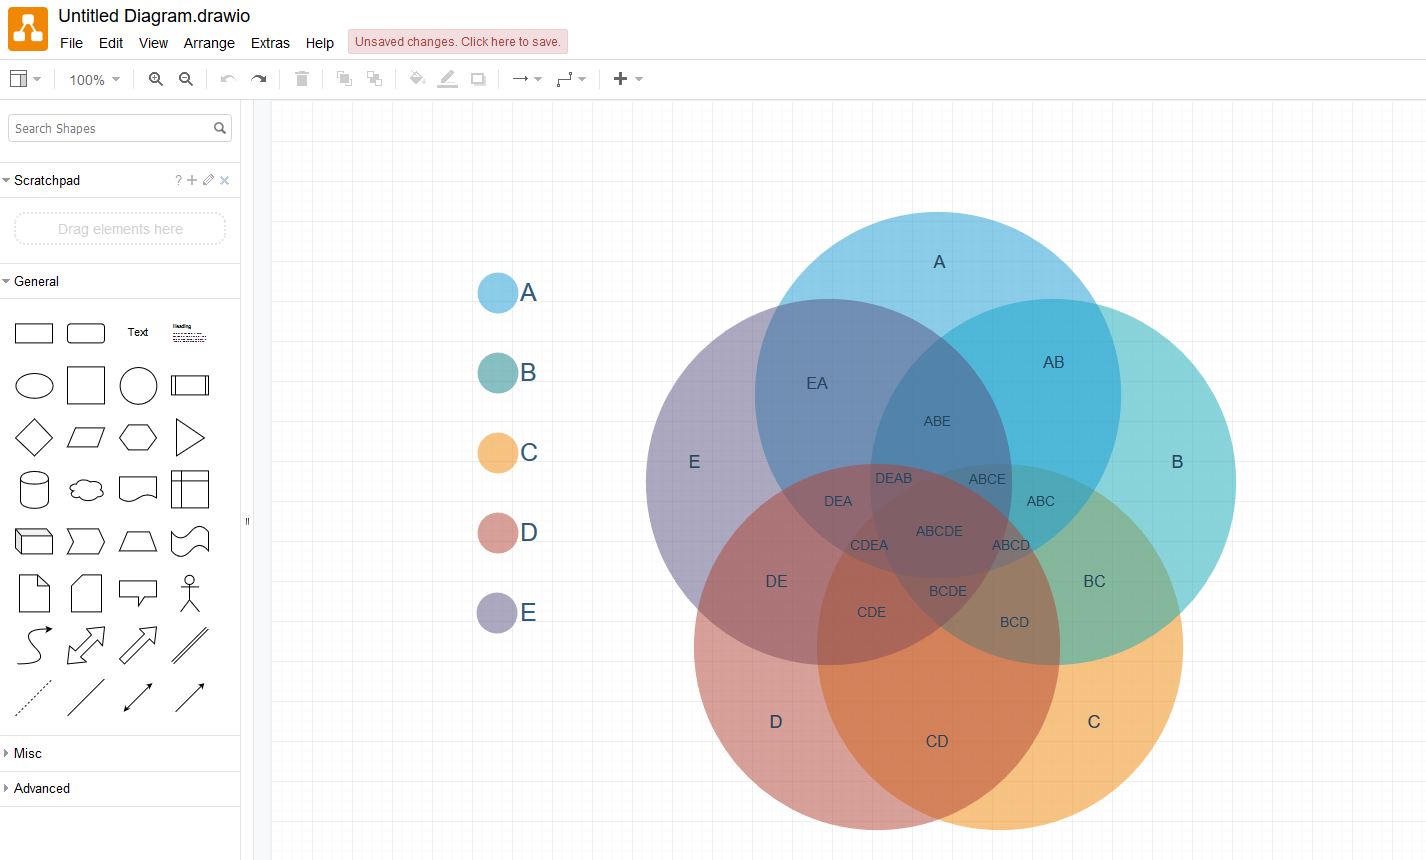 Untitled Diagram.drawio
File Edit View Arrange Extras Help Unsaved changes. Click here to save.
100%
Search Shapes
Scratchpad ?
Drag elements here
General
Text
Heading
Misc
Advanced
A
B
C
D
E
A
AB
EA
ABE
E
B
DEAB
ABCE
DEA
ABC
ABCDE
CDEA
ABCD
DE
BC
BCDE
CDE
BCD
D
C
CD